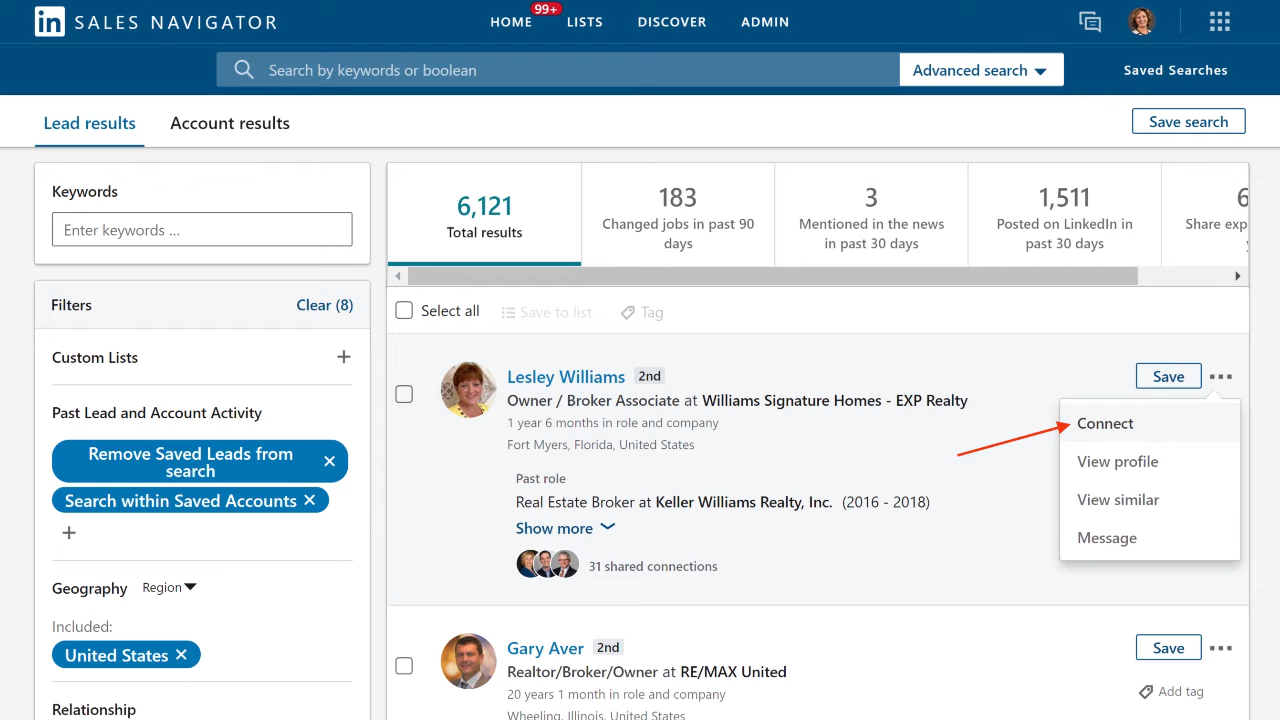 in SALES NAVIGATOR
HOME 99+ LISTS DISCOVER ADMIN
Search by keywords or boolean
Advanced search
Saved Searches
Lead results
Account results
Save search
Keywords
Enter keywords ...
Filters
Clear (8)
Custom Lists
Past Lead and Account Activity
Remove Saved Leads from
search
Search within Saved Accounts
Geography Region
Included:
United States
Relationship
6,121
Total results
183
Changed jobs in past 90
days
3
Mentioned in the news
in past 30 days
1,511
Posted on LinkedIn in
past 30 days
6
Share exp
Select all
Save to list
Tag
Lesley Williams 2nd
Owner / Broker Associate at Williams Signature Homes - EXP Realty
1 year 6 months in role and company
Fort Myers, Florida, United States
Past role
Real Estate Broker at Keller Williams Realty, Inc. (2016 - 2018)
Show more
31 shared connections
Save
Connect
View profile
View similar
Message
Gary Aver 2nd
Realtor/Broker/Owner at RE/MAX United
20 years 1 month in role and company
Wheeling, Illinois, United States
Save
Add tag